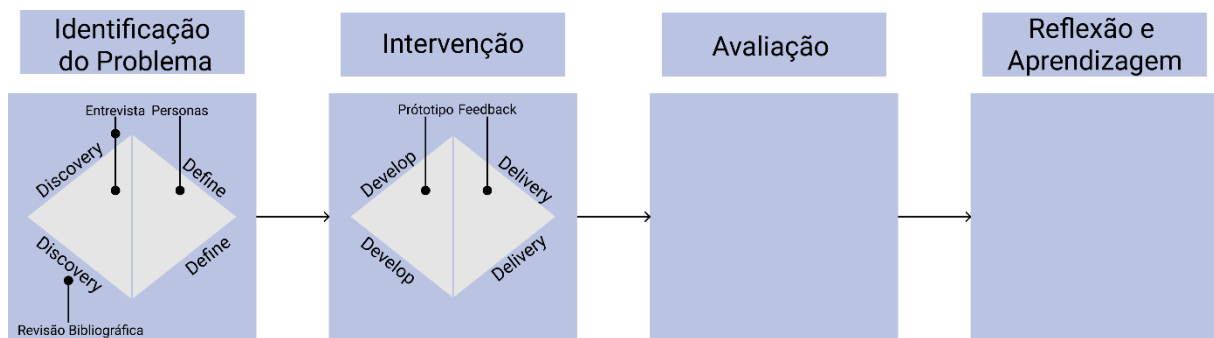 Identificação
do Problema
Intervenção
Avaliação
Reflexão e
Aprendizagem
Entrevista Personas
Discovery
Define
Discovery
Define
Revisão Bibliográfica
Prótotipo Feedback
Develop
Delivery
Develop
Delivery